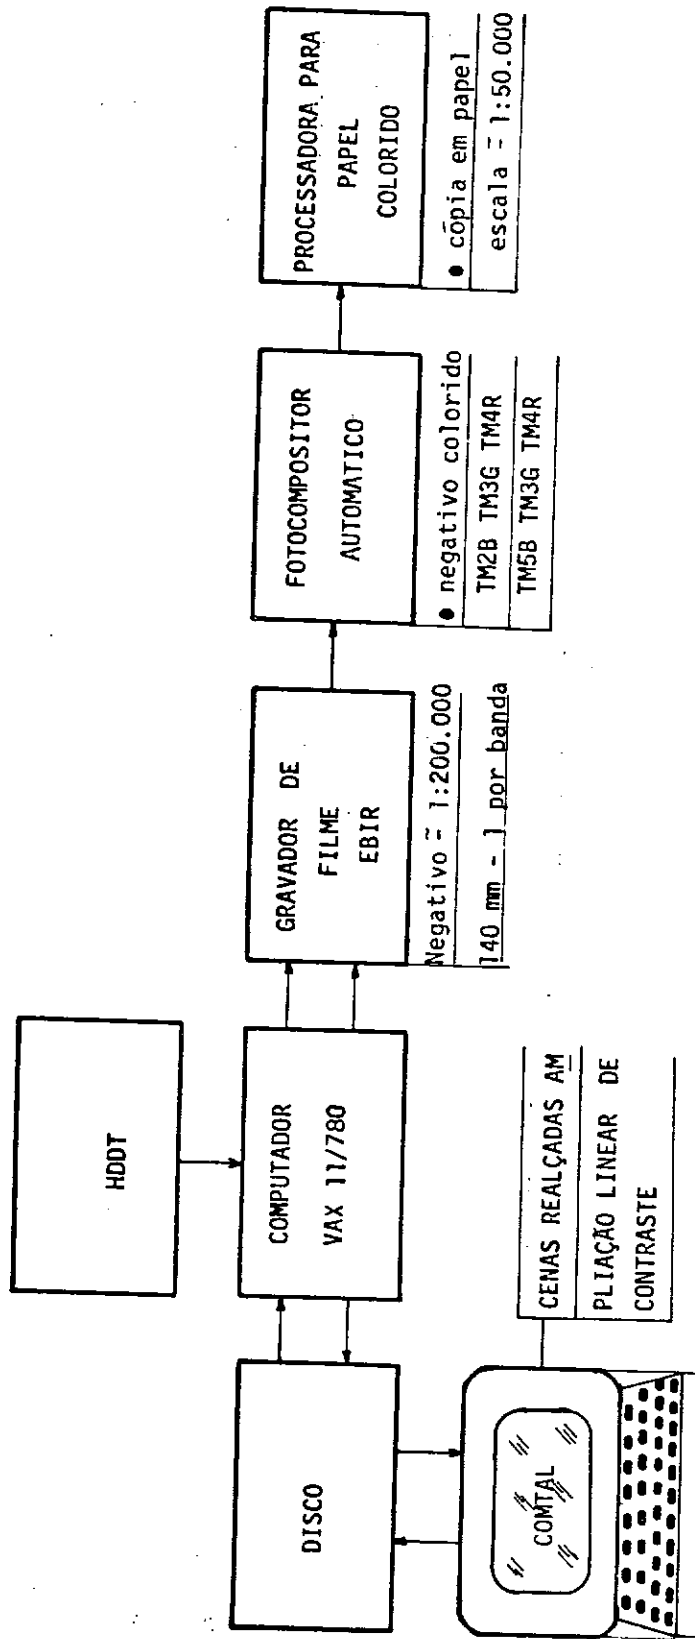 HDDT
DISCO
COMPUTADOR
VAX 11/780
GRAVADOR DE
FILME
EBIR
FOTOCOMPOSITOR
AUTOMATICO
PROCESSADORA PARA
PAPEL
COLORIDO
Negativo - 1:200.000
140 mm - 1 por banda
• negativo colorido
TM2B TM3G TM4R
TM5B TM3G TM4R
• cópia em papel
escala - 1:50.000
COMTAL
CENAS REALÇADAS AM
PLIAÇÃO LINEAR DE
CONTRASTE